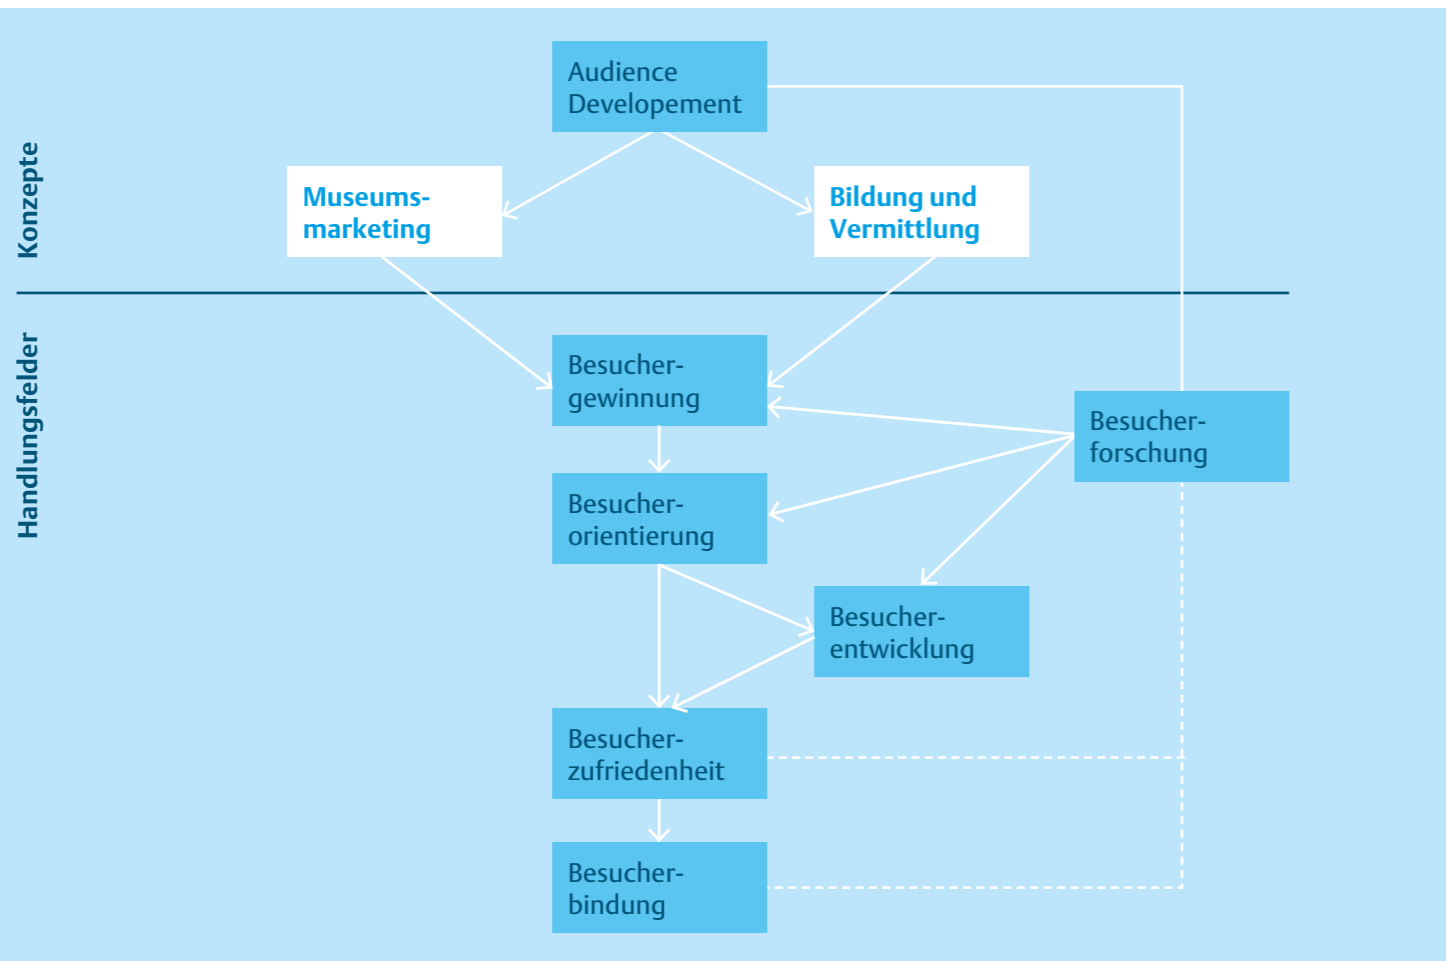 Konzepte
Audience
Developement
Museums-
marketing
Bildung und
Vermittlung
Handlungsfelder
Besucher-
gewinnung
Besucher-
forschung
Besucher-
orientierung
Besucher-
entwicklung
Besucher-
zufriedenheit
Besucher-
bindung